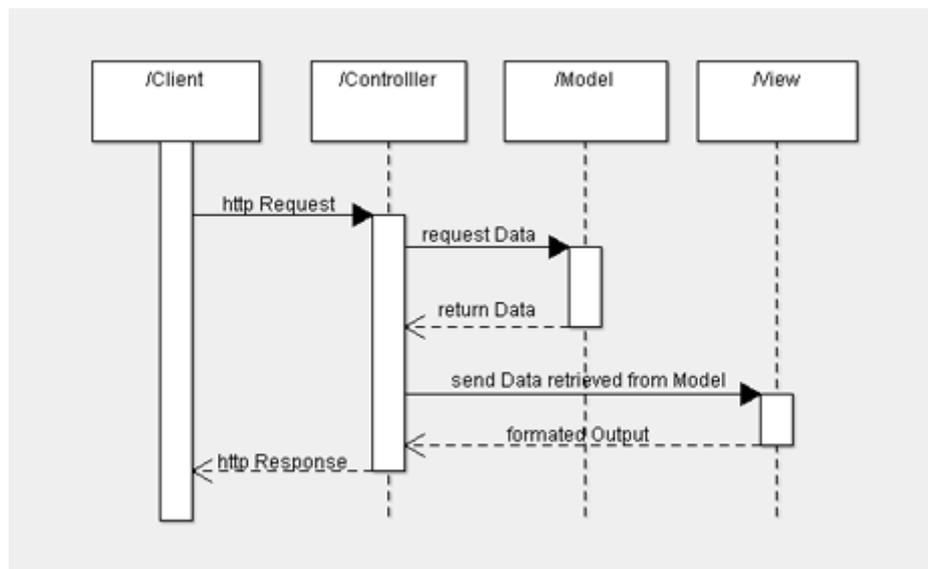 /Client
/Controlller
/Model
/View
http Request
request Data
return Data
send Data retrieved from Model
formated Output
http Response